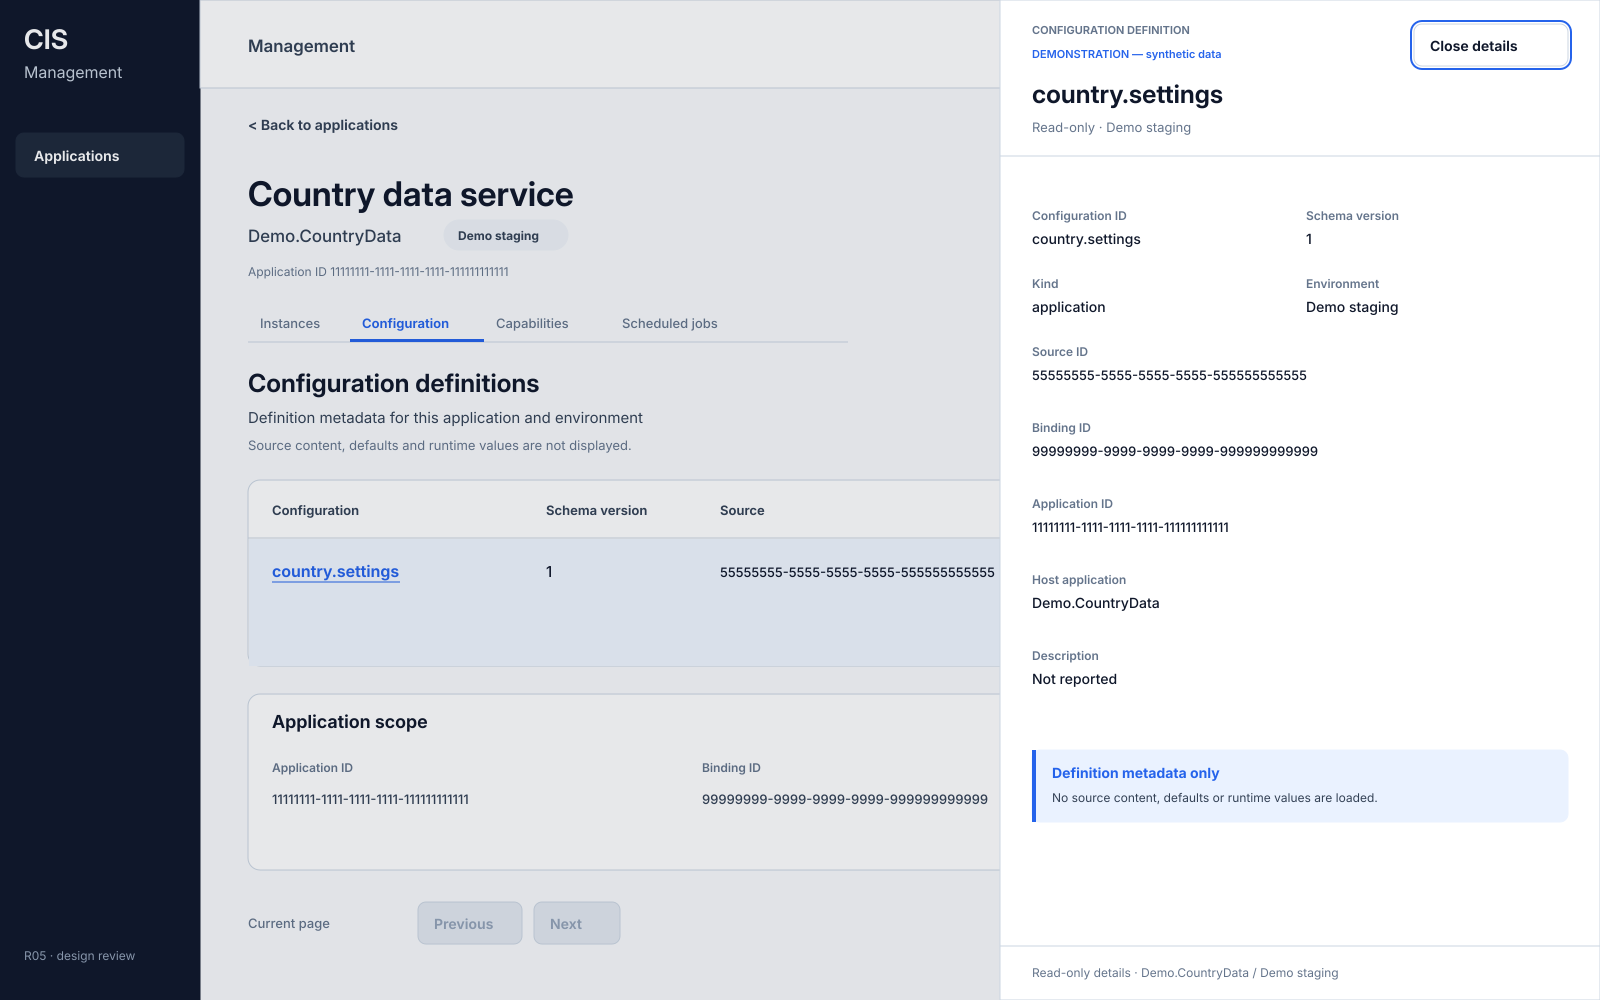 CIS
Management
Applications
R05 · design review
Management
< Back to applications
Country data service
Demo.CountryData
Demo staging
Application ID 11111111-1111-1111-1111-111111111111
Instances
Configuration
Capabilities
Scheduled jobs
Configuration definitions
Definition metadata for this application and environment
Source content, defaults and runtime values are not displayed.
Configuration
Schema version
Source
country.settings
1
55555555-5555-5555-5555-555555555555
Application scope
Application ID
Binding ID
11111111-1111-1111-1111-111111111111
99999999-9999-9999-9999-999999999999
Current page
Previous
Next
CONFIGURATION DEFINITION
DEMONSTRATION — synthetic data
Close details
country.settings
Read-only · Demo staging
Configuration ID
Schema version
country.settings
1
Kind
Environment
application
Demo staging
Source ID
55555555-5555-5555-5555-555555555555
Binding ID
99999999-9999-9999-9999-999999999999
Application ID
11111111-1111-1111-1111-111111111111
Host application
Demo.CountryData
Description
Not reported
Definition metadata only
No source content, defaults or runtime values are loaded.
Read-only details · Demo.CountryData / Demo staging